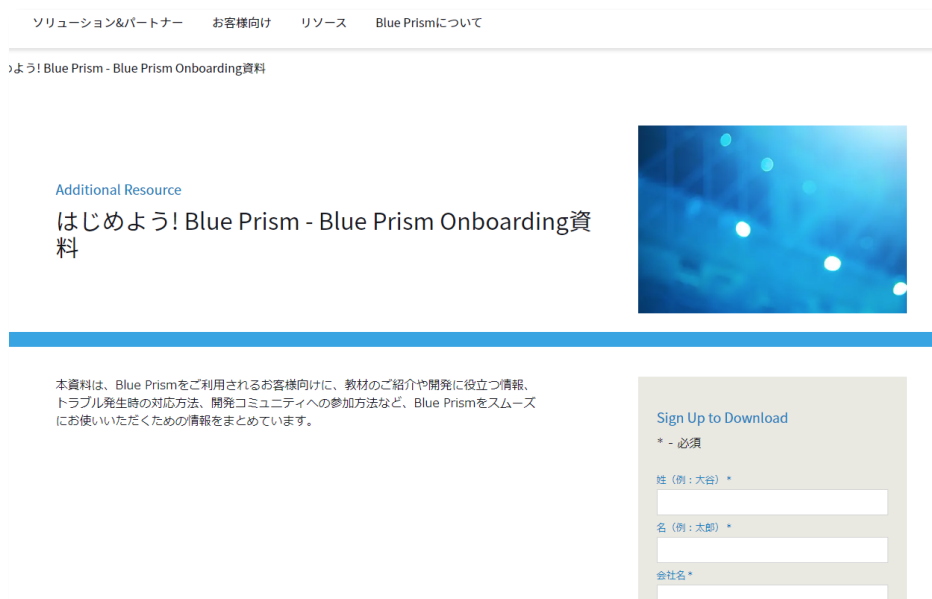 ソリューション&パートナー お客様向け リソース Blue Prismについて
よう! Blue Prism - Blue Prism Onboarding資料
Additional Resource
はじめよう! Blue Prism - Blue Prism Onboarding資
料
本資料は、Blue Prismをご利用されるお客様向けに、教材のご紹介や開発に役立つ情報、
トラブル発生時の対応方法、開発コミュニティへの参加方法など、Blue Prismをスムーズ
にお使いいただくための情報をまとめています。
Sign Up to Download
* - 必須
姓（例：大谷） *
名（例：太郎） *
会社名 *